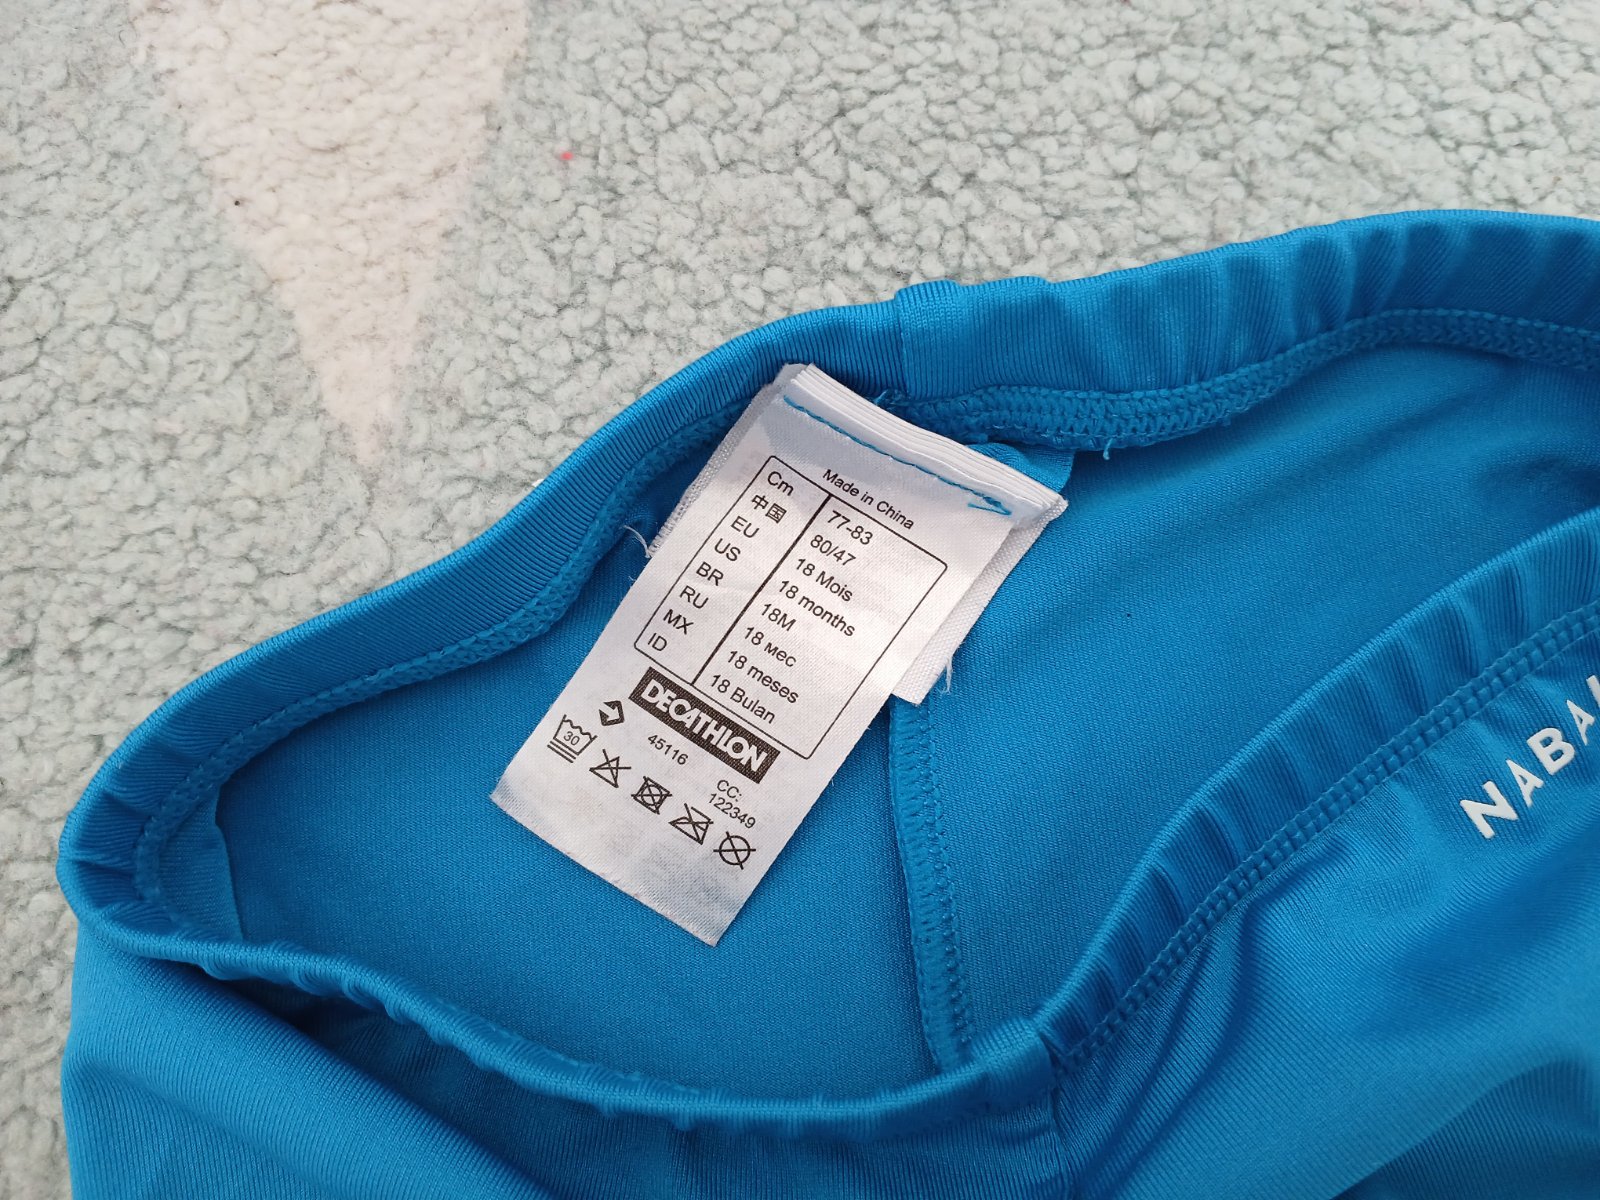 Made in China
Cm 77-83
中国 80/47
EU 18 Mois
US 18 months
BR 18M
RU 18 мес
MX 18 meses
ID 18 Bulan
DECATHLON
45116
CC:
122349
30